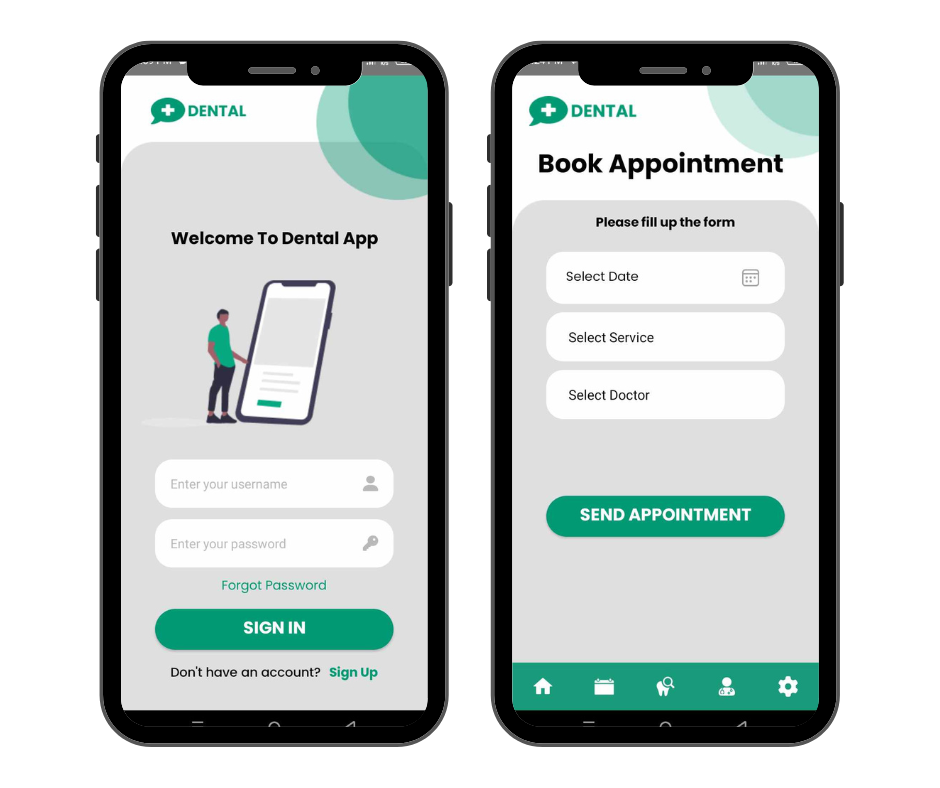 DENTAL
Welcome To Dental App
Enter your username
Enter your password
Forgot Password
SIGN IN
Don't have an account? Sign Up
DENTAL
Book Appointment
Please fill up the form
Select Date
Select Service
Select Doctor
SEND APPOINTMENT